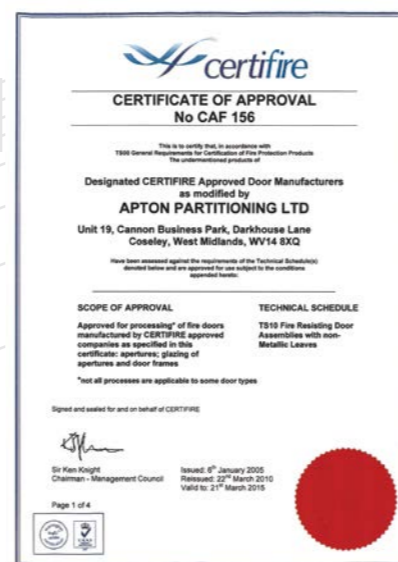 certifire
CERTIFICATE OF APPROVAL
No CAF 156
This is to certify that, in accordance with
TS00 General Requirements for Certification of Fire Protection Products
The undermentioned products of
Designated CERTIFIRE Approved Door Manufacturers
as modified by
APTON PARTITIONING LTD
Unit 19, Cannon Business Park, Darkhouse Lane
Coseley, West Midlands, WV14 8XQ
Have been assessed against the requirements of the Technical Schedule(s)
denoted below and are approved for use subject to the conditions
appended hereto:
SCOPE OF APPROVAL
Approved for processing* of fire doors
manufactured by CERTIFIRE approved
companies as specified in this
certificate: apertures; glazing of
apertures and door frames
*not all processes are applicable to some door types
TECHNICAL SCHEDULE
TS10 Fire Resisting Door
Assemblies with non-
Metallic Leaves
Signed and sealed for and on behalf of CERTIFIRE
Sir Ken Knight
Chairman - Management Council
Issued: 6th January 2005
Reissued: 22nd March 2010
Valid to: 21st March 2015
Page 1 of 4